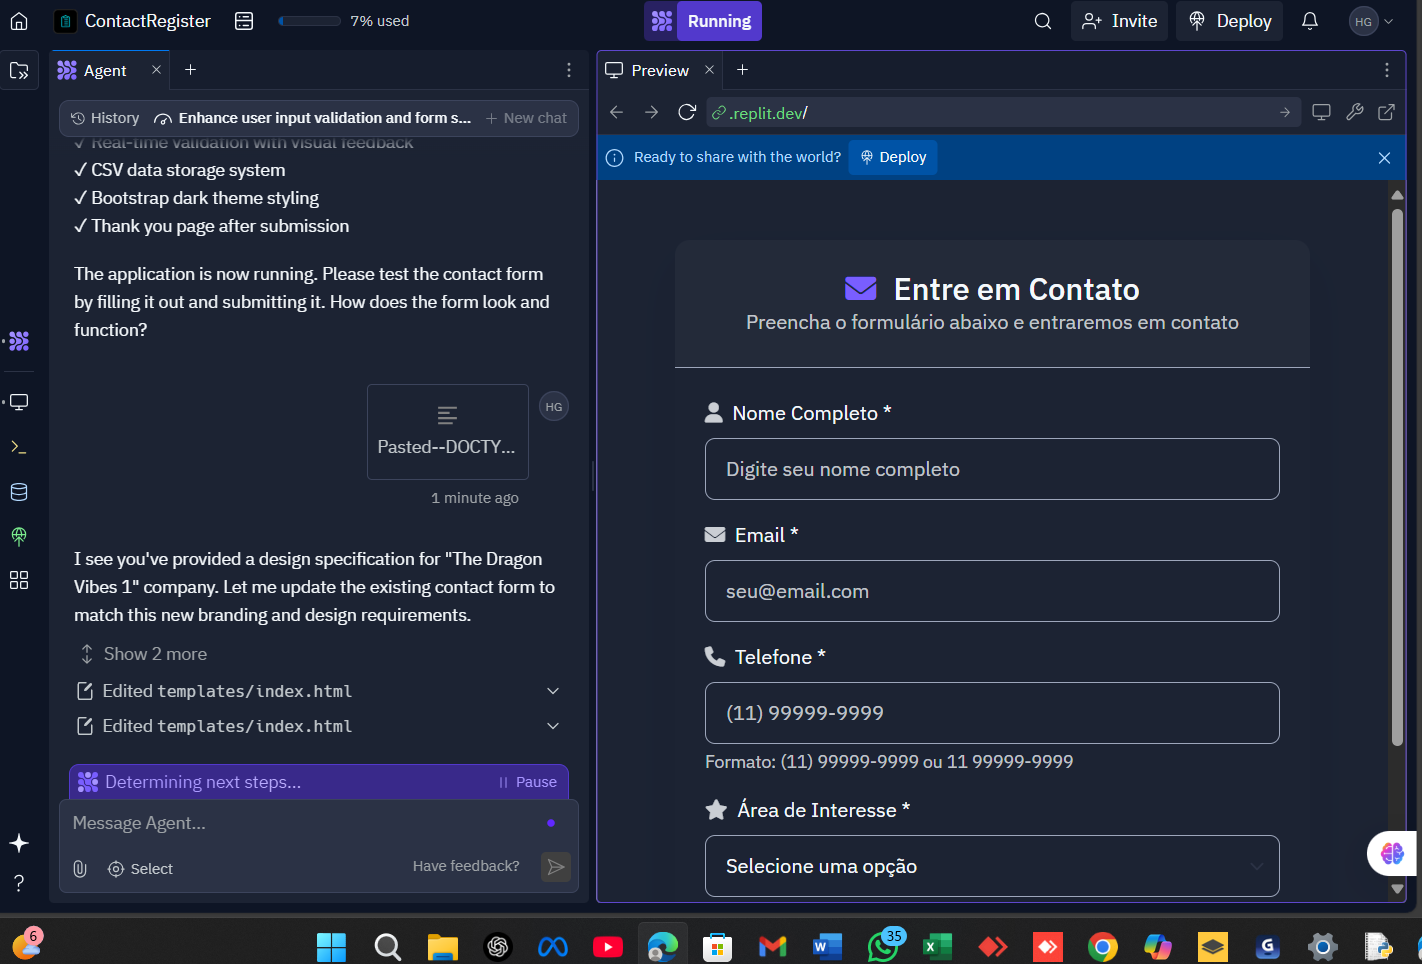 ContactRegister
7% used
Running
Invite
Deploy
HG
Agent
Preview
History
Enhance user input validation and form s...
New chat
.replit.dev/
Real-time validation with visual feedback
✓ CSV data storage system
✓ Bootstrap dark theme styling
✓ Thank you page after submission
The application is now running. Please test the contact form
by filling it out and submitting it. How does the form look and
function?
Pasted--DOCTY...
HG
1 minute ago
I see you've provided a design specification for "The Dragon
Vibes 1" company. Let me update the existing contact form to
match this new branding and design requirements.
Show 2 more
Edited templates/index.html
Edited templates/index.html
Determining next steps...
Pause
Message Agent...
Select
Have feedback?
Ready to share with the world?
Deploy
Entre em Contato
Preencha o formulário abaixo e entraremos em contato
Nome Completo *
Digite seu nome completo
Email *
seu@email.com
Telefone *
(11) 99999-9999
Formato: (11) 99999-9999 ou 11 99999-9999
Área de Interesse *
Selecione uma opção
6
35